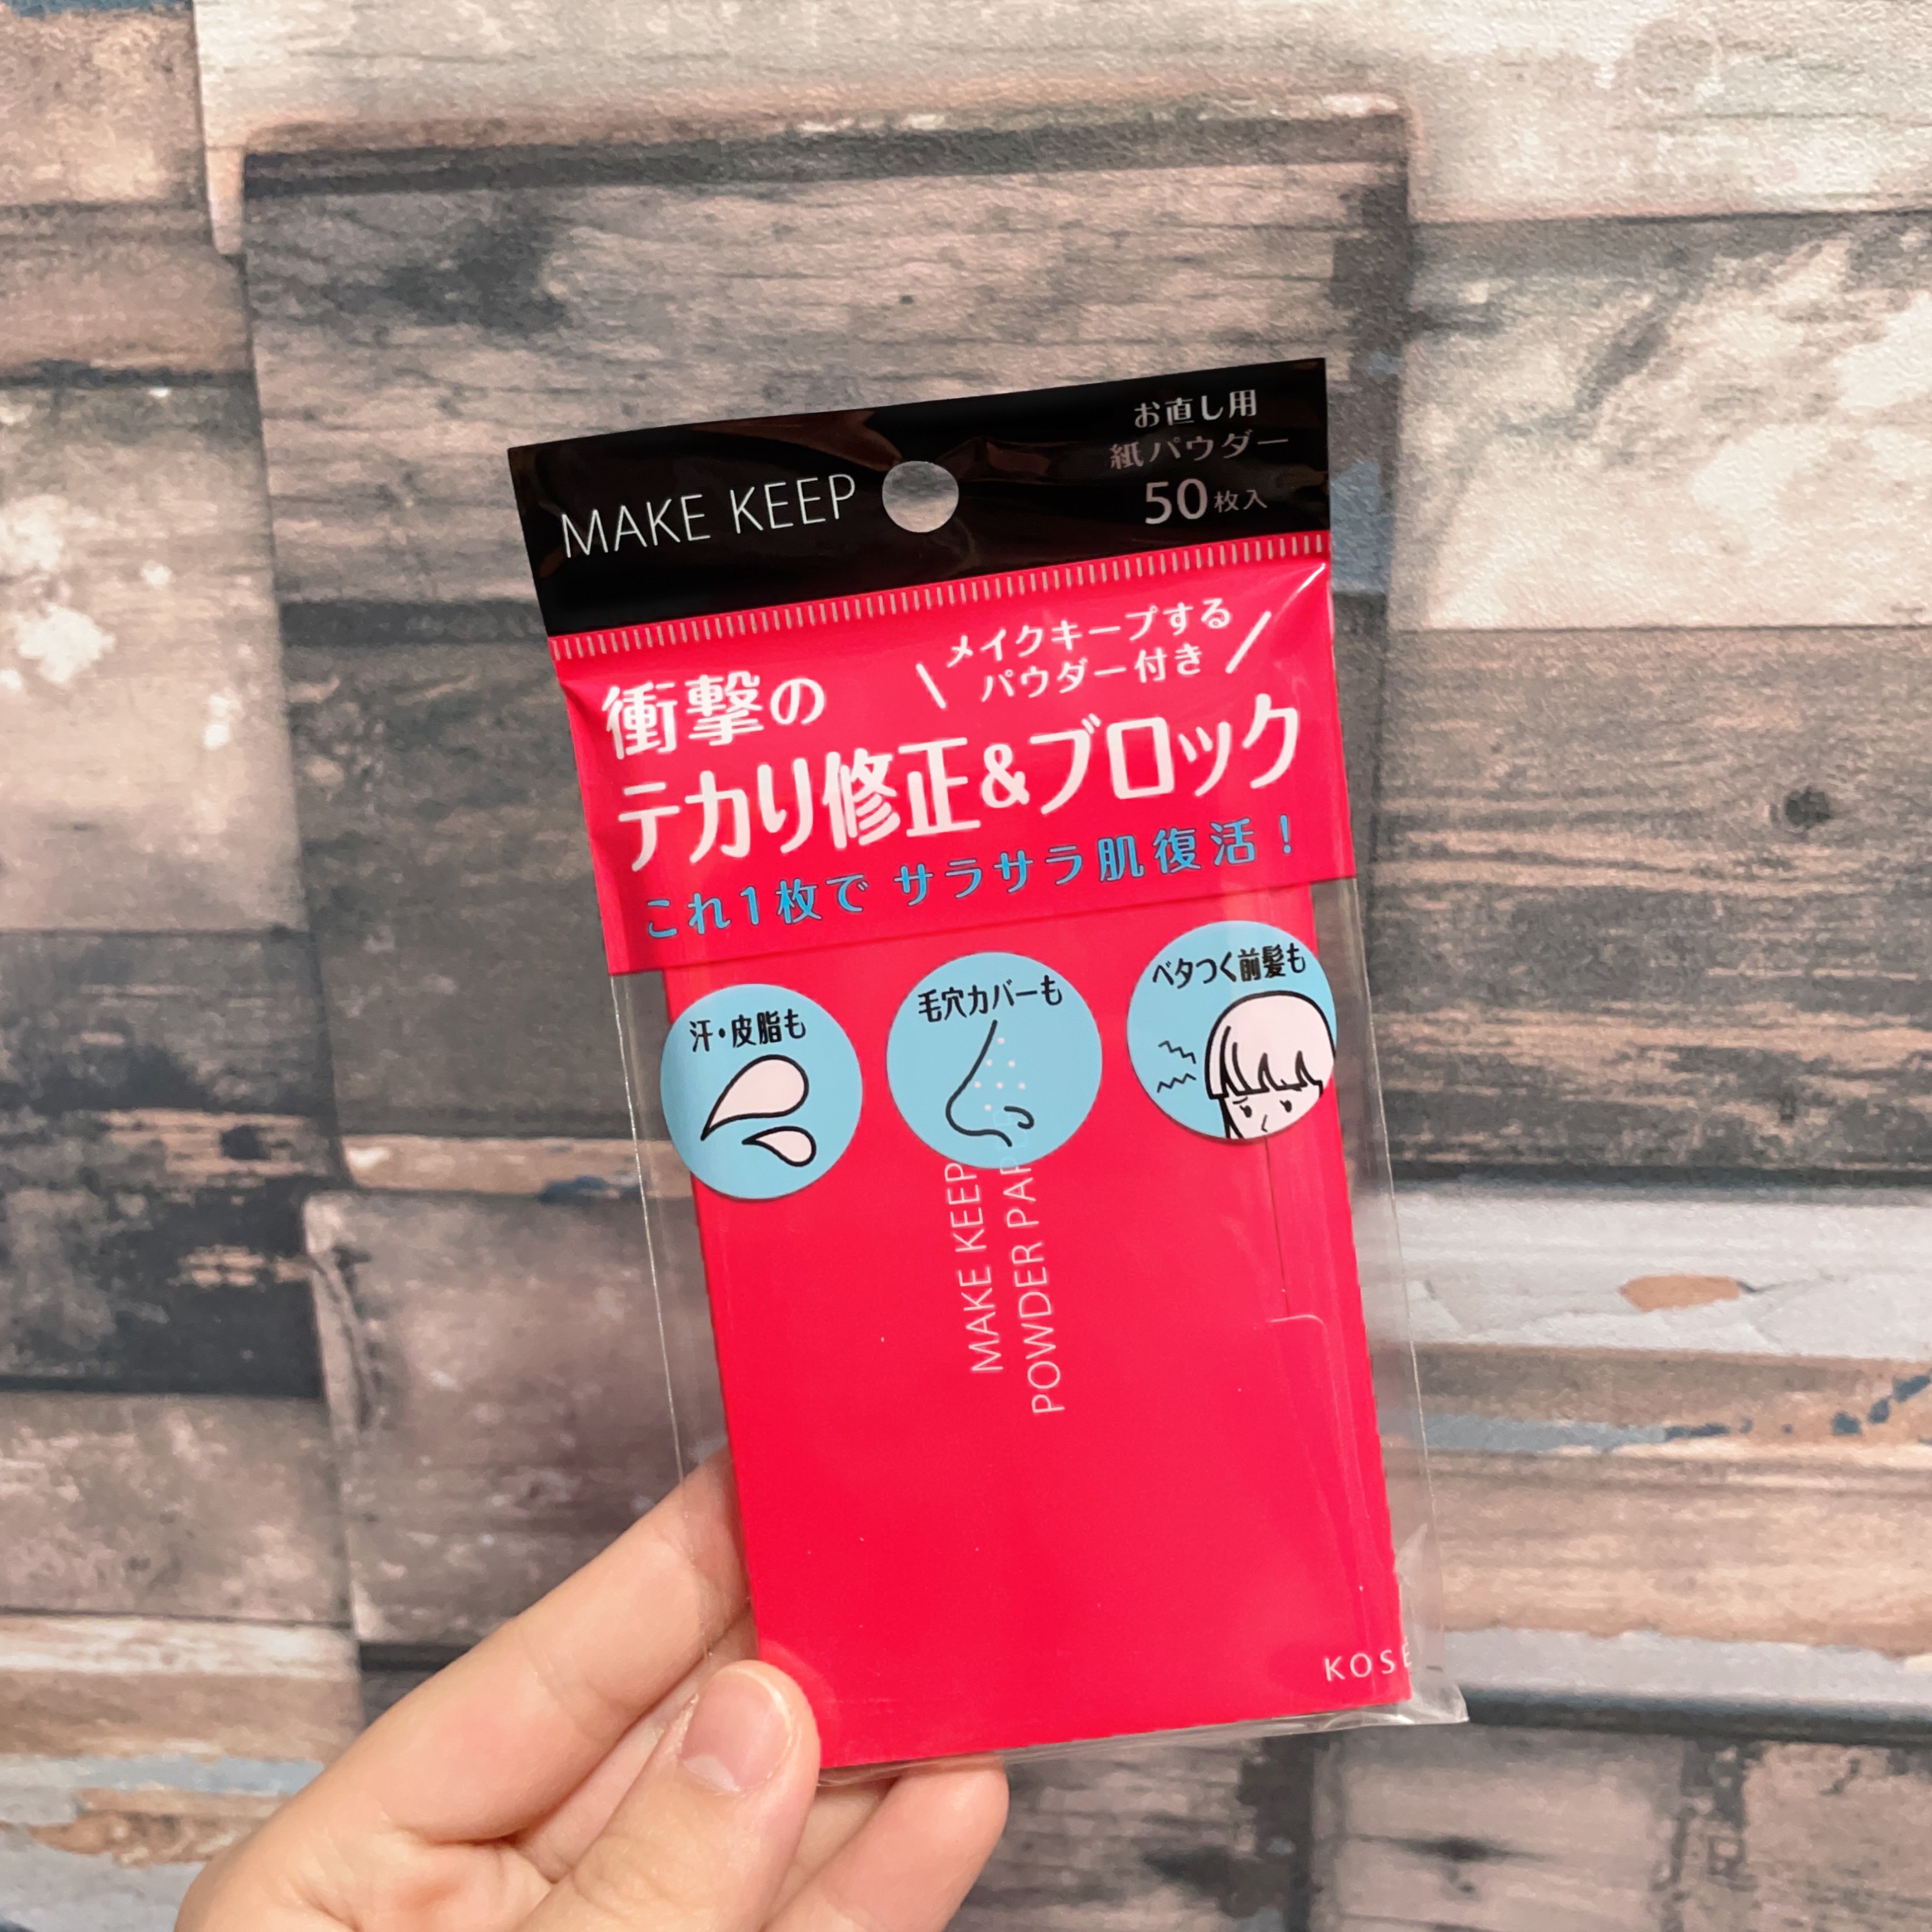 MAKE KEEP
お直し用
紙パウダー
50枚入
衝撃の
メイクキープする
パウダー付き
テカリ修正&ブロック
これ1枚で サラサラ肌復活!
汗・皮脂も
毛穴カバーも
ベタつく前髪も
MAKE KEEP
POWDER
KOSÉ